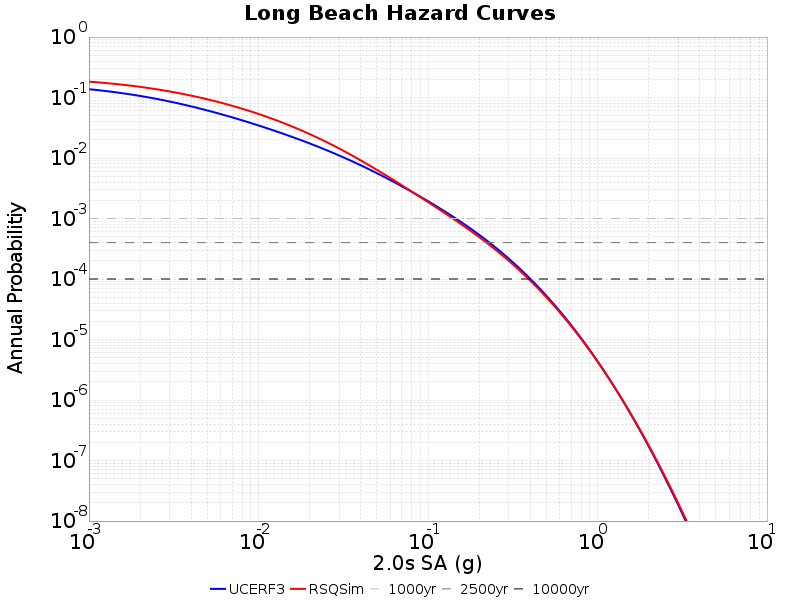 Long Beach Hazard Curves
10^0
10^-1
10^-2
10^-3
10^-4
10^-5
10^-6
10^-7
10^-8
Annual Probabilitiy
10^-3 10^-2 10^-1 10^0 10^1
2.0s SA (g)
UCERF3 RSQSim 1000yr 2500yr 10000yr